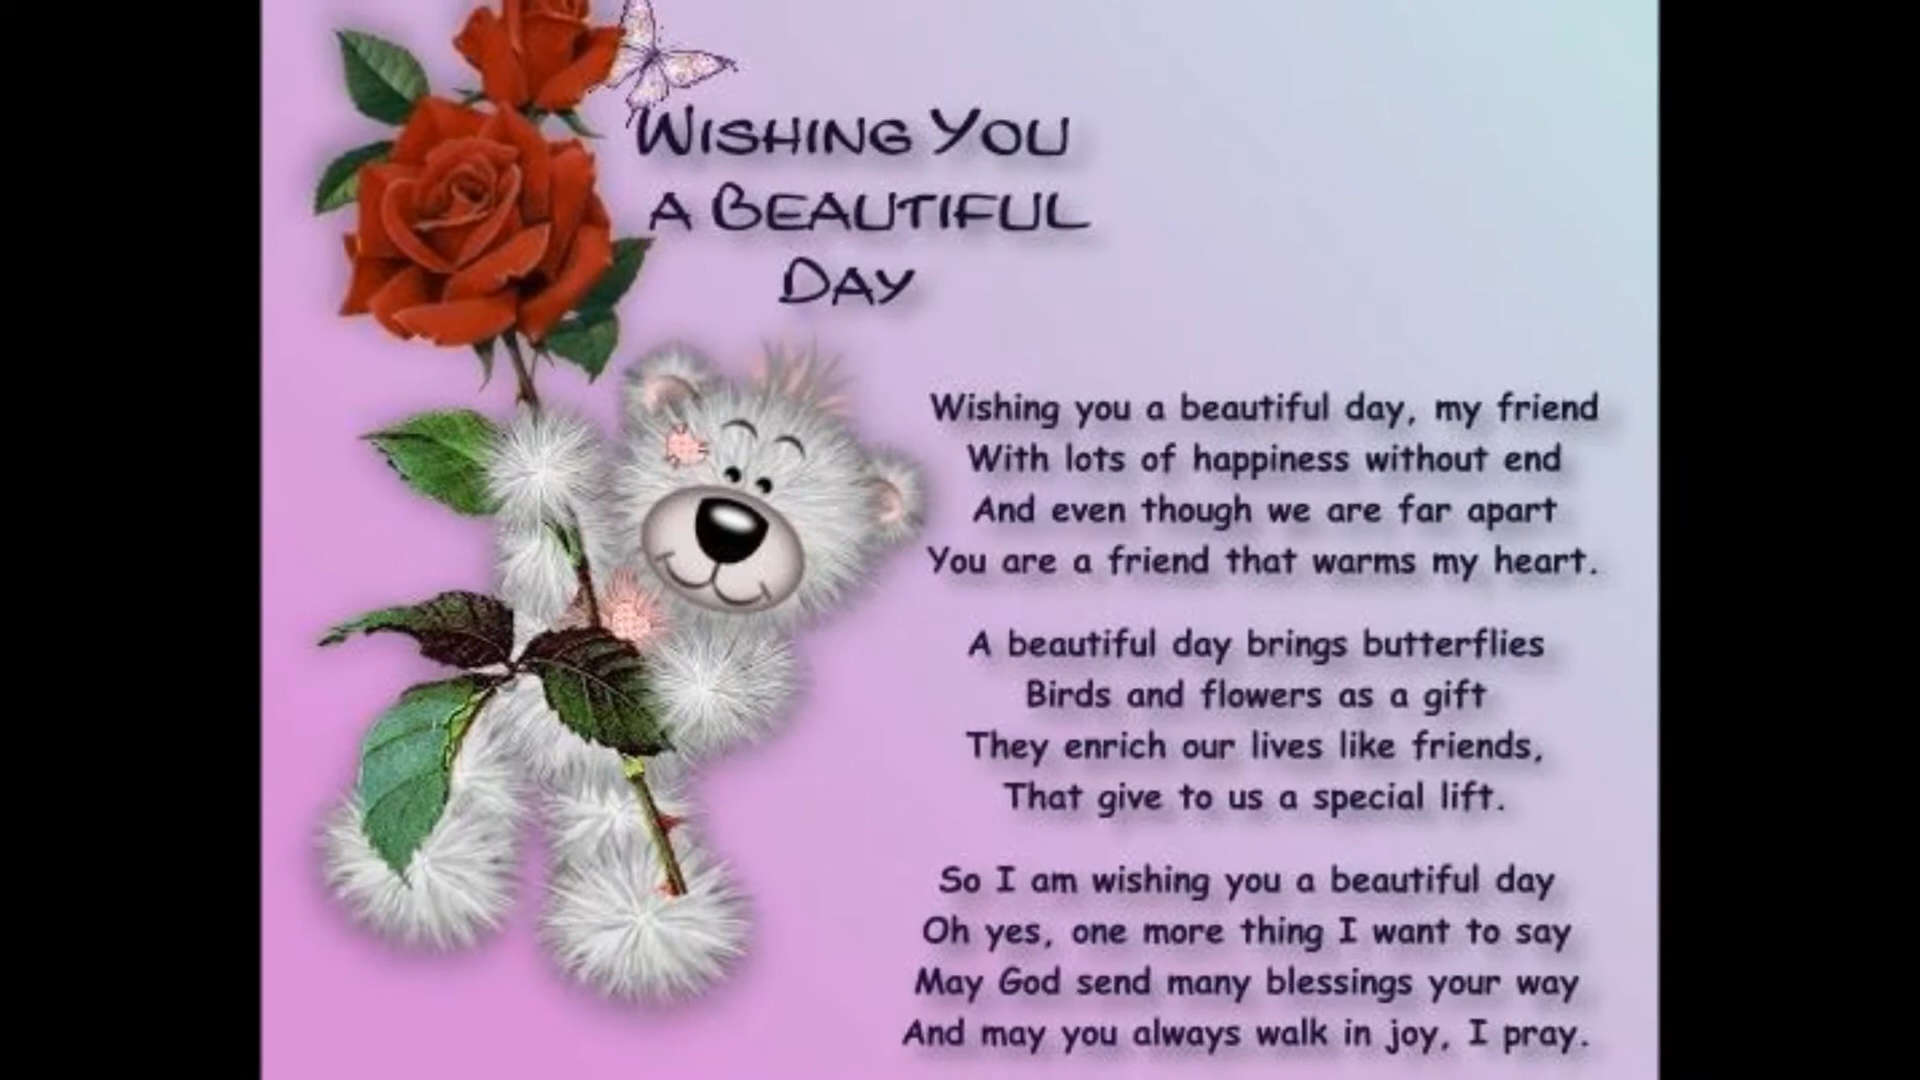 Wishing You
a Beautiful
Day
Wishing you a beautiful day, my friend
With lots of happiness without end
And even though we are far apart
You are a friend that warms my heart.
A beautiful day brings butterflies
Birds and flowers as a gift
They enrich our lives like friends,
That give to us a special lift.
So I am wishing you a beautiful day
Oh yes, one more thing I want to say
May God send many blessings your way
And may you always walk in joy, I pray.